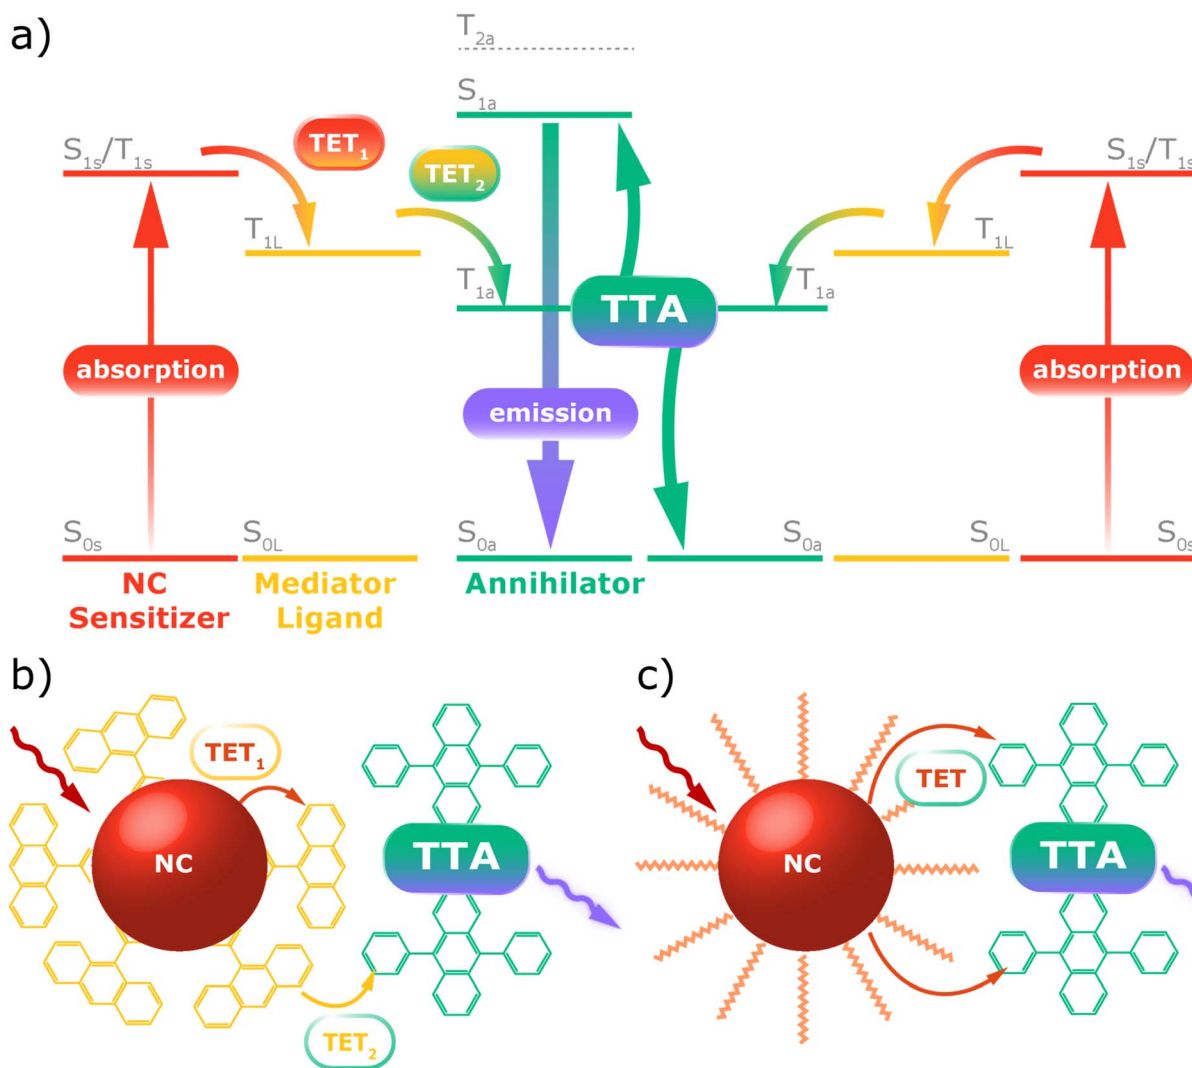 a)
T₂ₐ
S₁ₐ
TET₁
S₁ₛ/T₁ₛ
S₁ₛ/T₁ₛ
TET₂
T₁L
T₁L
T₁ₐ
TTA
T₁ₐ
absorption
absorption
emission
S₀ₛ
S₀L
S₀ₐ
S₀ₐ
S₀L
S₀ₛ
NC
Sensitizer
Mediator
Ligand
Annihilator
b)
TET₁
NC
TTA
TET₂
c)
TET
NC
TTA